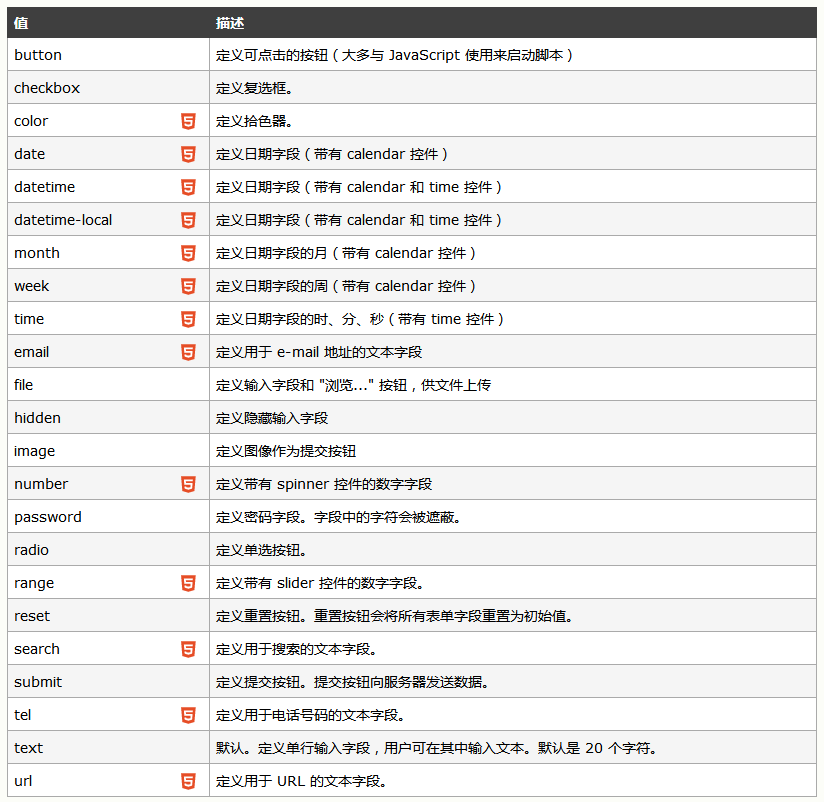 值 描述
button 定义可点击的按钮（大多与 JavaScript 使用来启动脚本）
checkbox 定义复选框。
color 5 定义拾色器。
date 5 定义日期字段（带有 calendar 控件）
datetime 5 定义日期字段（带有 calendar 和 time 控件）
datetime-local 5 定义日期字段（带有 calendar 和 time 控件）
month 5 定义日期字段的月（带有 calendar 控件）
week 5 定义日期字段的周（带有 calendar 控件）
time 5 定义日期字段的时、分、秒（带有 time 控件）
email 5 定义用于 e-mail 地址的文本字段
file 定义输入字段和 "浏览..." 按钮，供文件上传
hidden 定义隐藏输入字段
image 定义图像作为提交按钮
number 5 定义带有 spinner 控件的数字字段
password 定义密码字段。字段中的字符会被遮蔽。
radio 定义单选按钮。
range 5 定义带有 slider 控件的数字字段。
reset 定义重置按钮。重置按钮会将所有表单字段重置为初始值。
search 5 定义用于搜索的文本字段。
submit 定义提交按钮。提交按钮向服务器发送数据。
tel 5 定义用于电话号码的文本字段。
text 默认。定义单行输入字段，用户可在其中输入文本。默认是 20 个字符。
url 5 定义用于 URL 的文本字段。